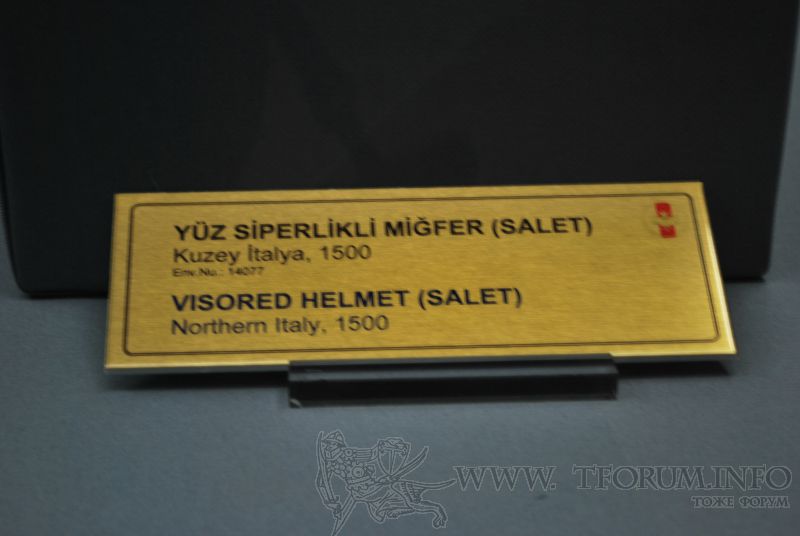 YÜZ SİPERLİKLİ MİĞFER (SALET)
Kuzey İtalya, 1500
Env.No.: 14077
VISORED HELMET (SALET)
Northern Italy, 1500
WWW. TFORUM.INFO
ТОЖЕ ФОРУМ